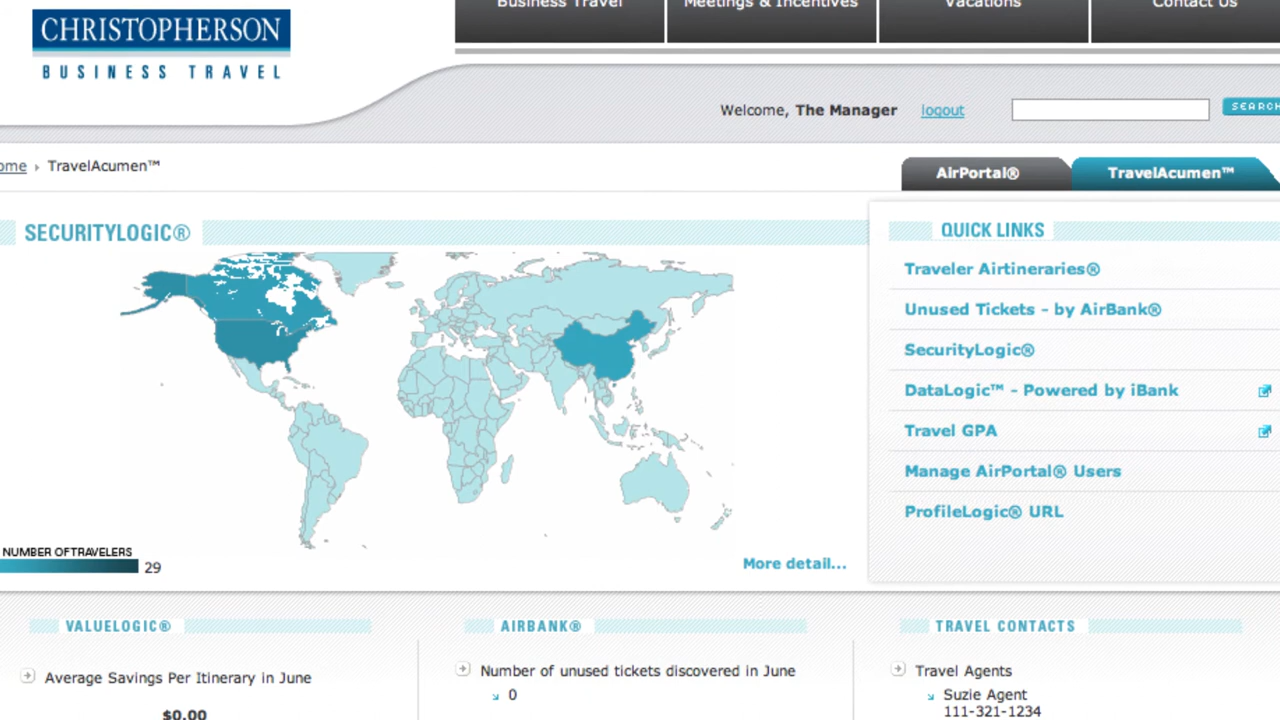 Business Travel
Meetings & Incentives
Vacations
Contact Us
CHRISTOPHERSON
BUSINESS TRAVEL
Welcome, The Manager
logout
SEARCH
ome › TravelAcumen™
AirPortal®
TravelAcumen™
SECURITYLOGIC®
NUMBER OF TRAVELERS
29
More detail...
QUICK LINKS
Traveler Airtineraries®
Unused Tickets - by AirBank®
SecurityLogic®
DataLogic™ - Powered by iBank
Travel GPA
Manage AirPortal® Users
ProfileLogic® URL
VALUELOGIC®
Average Savings Per Itinerary in June
$0.00
AIRBANK®
Number of unused tickets discovered in June
0
TRAVEL CONTACTS
Travel Agents
Suzie Agent
111-321-1234